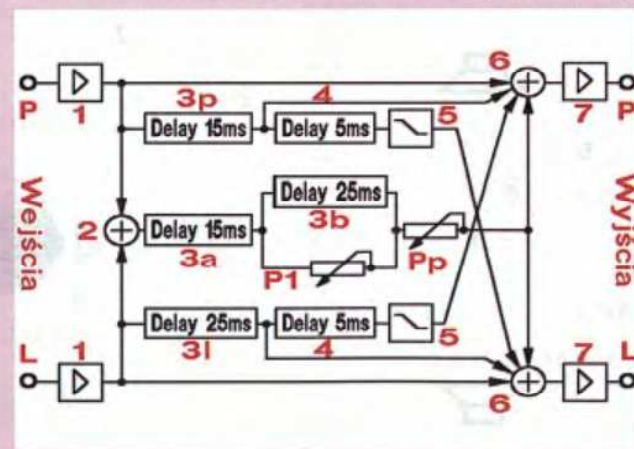 6
3p
4
P
1
5
7
P
Delay 15ms
Delay 5ms
Delay 25ms
Wejścia
2
Delay 15ms
3b
Wyjścia
3a
P1
Pp
Delay 25ms
Delay 5ms
5
L
1
3l
4
7
L
6